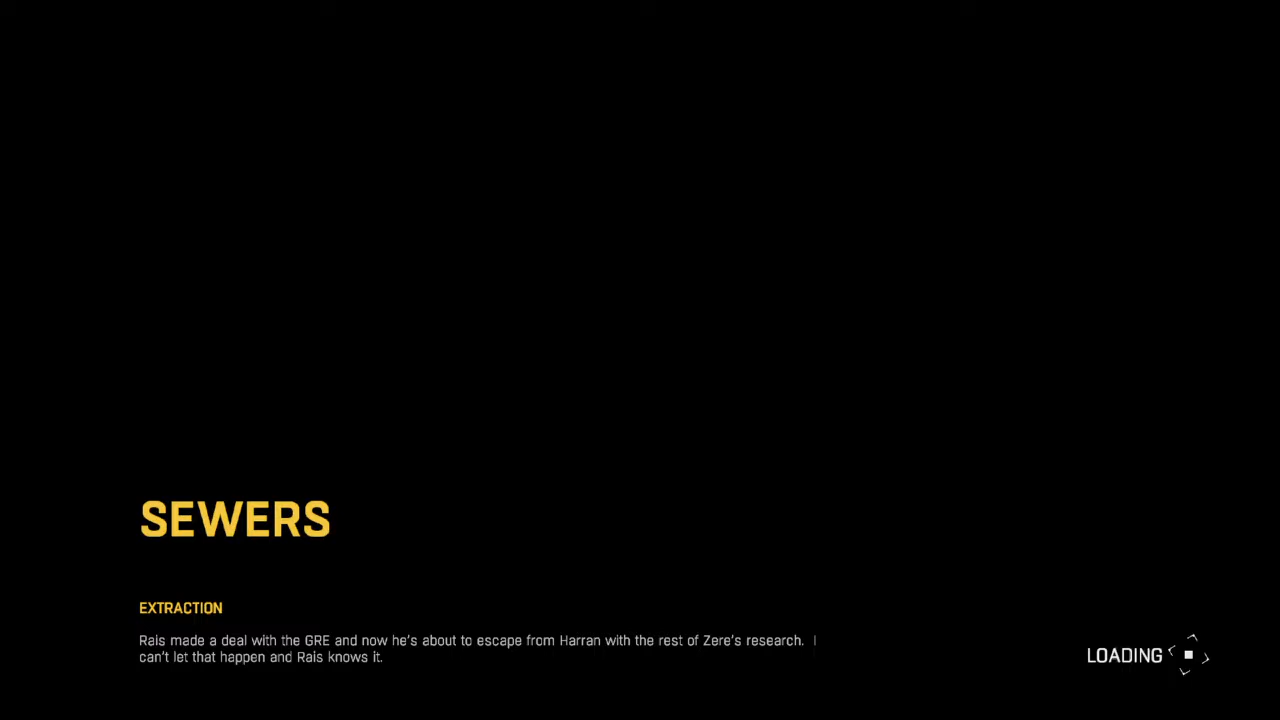 SEWERS
EXTRACTION
Rais made a deal with the GRE and now he's about to escape from Harran with the rest of Zere's research. I
can't let that happen and Rais knows it.
LOADING